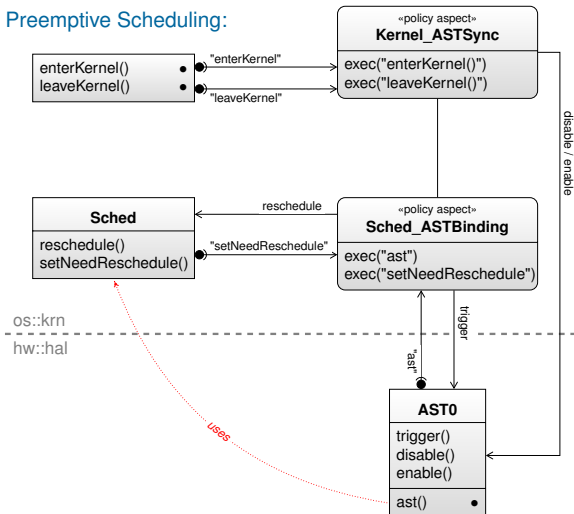 Preemptive Scheduling:
«policy aspect»
Kernel_ASTSync
exec("enterKernel()")
exec("leaveKernel()")
enterKernel()
leaveKernel()
"enterKernel"
"leaveKernel"
disable / enable
Sched
reschedule()
setNeedReschedule()
reschedule
"setNeedReschedule"
«policy aspect»
Sched_ASTBinding
exec("ast")
exec("setNeedReschedule")
os::krn
hw::hal
trigger
"ast"
uses
AST0
trigger()
disable()
enable()
ast()